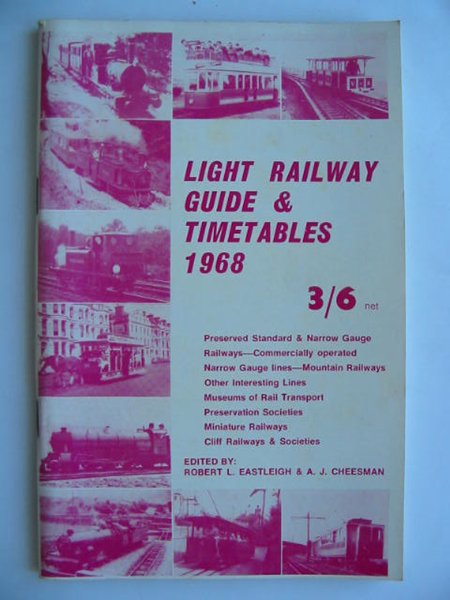 LIGHT RAILWAY
GUIDE &
TIMETABLES
1968
3/6 net
Preserved Standard & Narrow Gauge
Railways—Commercially operated
Narrow Gauge lines—Mountain Railways
Other Interesting Lines
Museums of Rail Transport
Preservation Societies
Miniature Railways
Cliff Railways & Societies
EDITED BY:
ROBERT L. EASTLEIGH & A. J. CHEESMAN